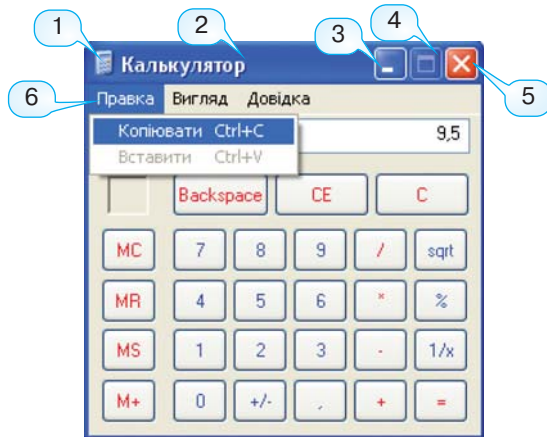 1 2 3 4
Калькулятор
5
6
Правка Вигляд Довідка
Копіювати Ctrl+C
9,5
Вставити Ctrl+V
Backspace CE C
MC 7 8 9 / sqrt
MR 4 5 6 * %
MS 1 2 3 - 1/x
M+ 0 +/- , + =